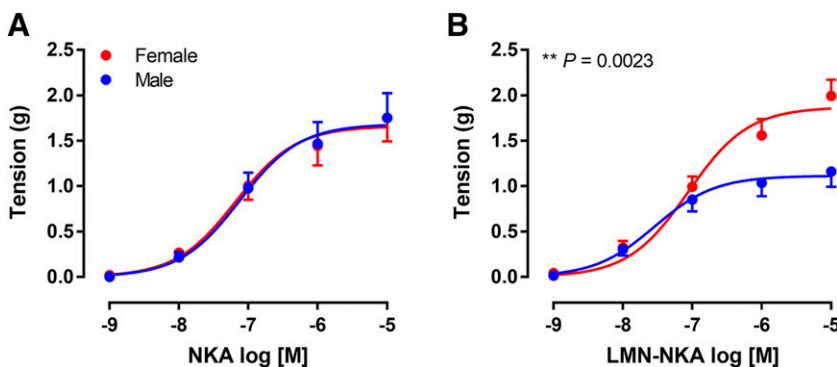 A
Female
Male
Tension (g)
2.5
2.0
1.5
1.0
0.5
0.0
-9 -8 -7 -6 -5
NKA log [M]
B
** P = 0.0023
Tension (g)
2.5
2.0
1.5
1.0
0.5
0.0
-9 -8 -7 -6 -5
LMN-NKA log [M]